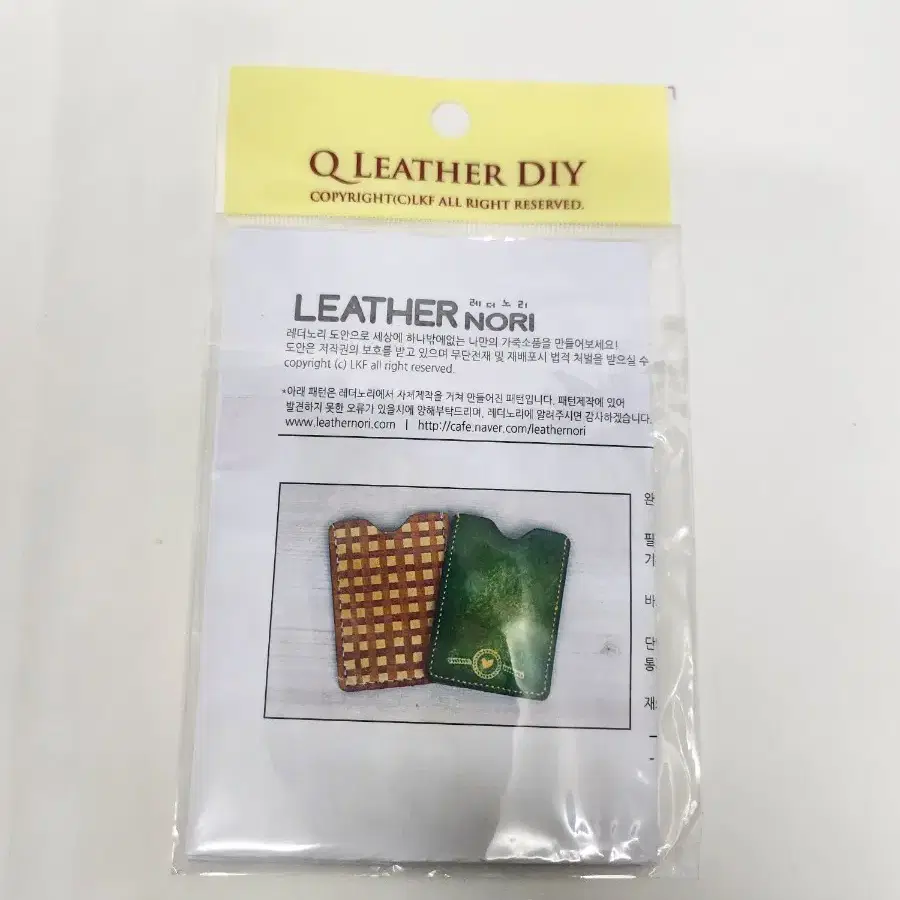 Q LEATHER DIY
COPYRIGHT(C)LKF ALL RIGHT RESERVED.
레더노리
LEATHER NORI
레더노리 도안으로 세상에 하나밖에없는 나만의 가죽소품을 만들어보세요!
도안은 저작권의 보호를 받고 있으며 무단전재 및 재배포시 법적 처벌을 받으실 수
copyright (c) LKF all right reserved.
*아래 패턴은 레더노리에서 자체제작을 거쳐 만들어진 패턴입니다. 패턴제작에 있어
발견하지 못한 오류가 있을시에 양해부탁드리며, 레더노리에 알려주시면 감사하겠습니다.
www.leathernori.com | http://cafe.naver.com/leathernori
완
필
기
바
단
통
재